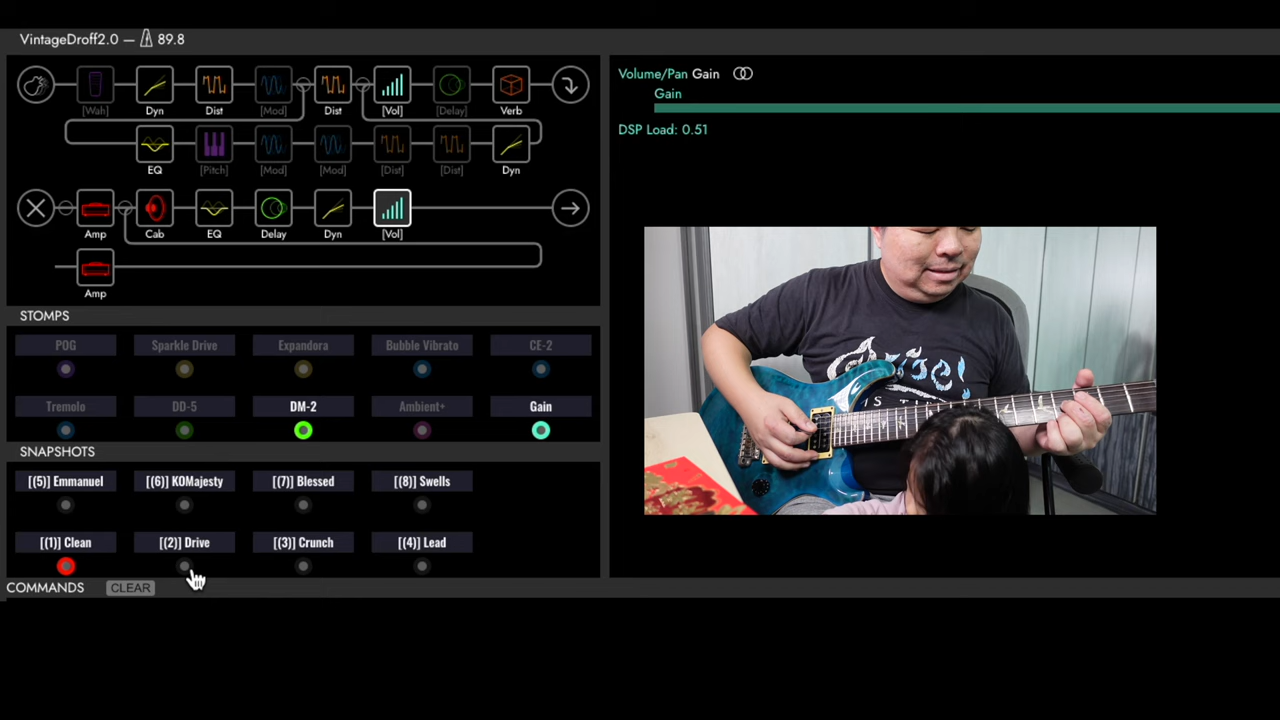 VintageDroff2.0 — 89.8
[Wah] Dyn Dist [Mod] Dist [Vol] [Delay] Verb
EQ [Pitch] [Mod] [Mod] [Dist] [Dist] Dyn
Amp Cab EQ Delay Dyn [Vol]
Amp
Volume/Pan Gain
Gain
DSP Load: 0.51
STOMPS
POG Sparkle Drive Expandora Bubble Vibrato CE-2
Tremolo DD-5 DM-2 Ambient+ Gain
SNAPSHOTS
[(5)] Emmanuel [(6)] KOMajesty [(7)] Blessed [(8)] Swells
[(1)] Clean [(2)] Drive [(3)] Crunch [(4)] Lead
COMMANDS CLEAR
IS